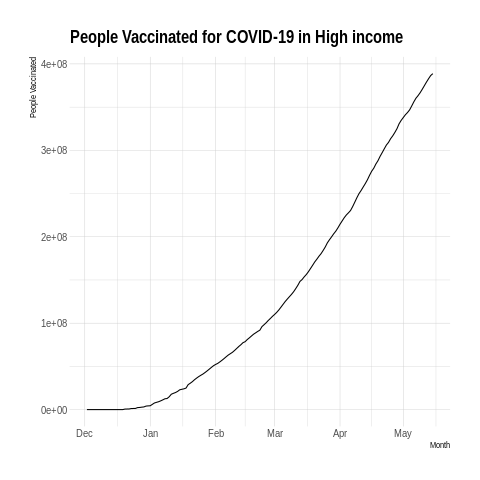 People Vaccinated for COVID-19 in High income
People Vaccinated
4e+08
3e+08
2e+08
1e+08
0e+00
Dec Jan Feb Mar Apr May
Month